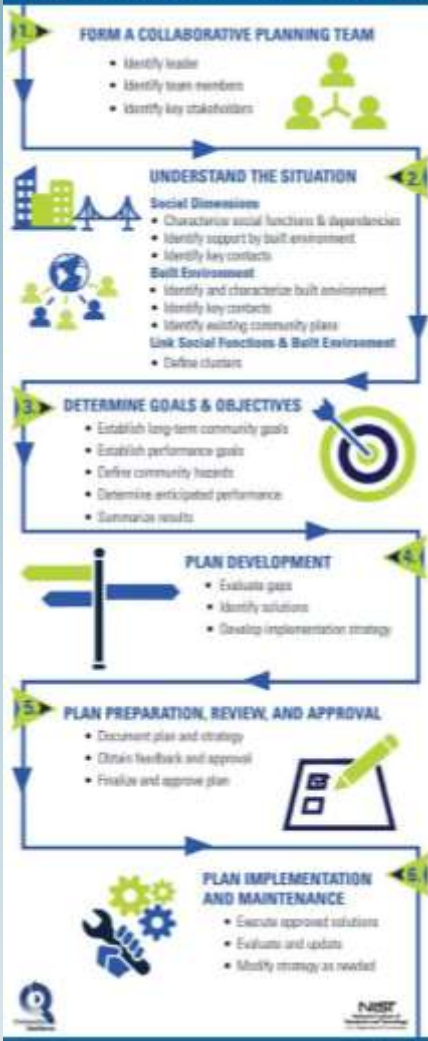 1.
FORM A COLLABORATIVE PLANNING TEAM
• Identify leader
• Identify team members
• Identify key stakeholders
2.
UNDERSTAND THE SITUATION
Social Dimensions
• Characterize social functions & dependencies
• Identify support by built environment
• Identify key contacts
Built Environment
• Identify and characterize built environment
• Identify key contacts
• Identify existing community plans
Link Social Functions & Built Environment
• Define clusters
3.
DETERMINE GOALS & OBJECTIVES
• Establish long-term community goals
• Establish performance goals
• Define community hazards
• Determine anticipated performance
• Summarize results
4.
PLAN DEVELOPMENT
• Evaluate gaps
• Identify solutions
• Develop implementation strategy
5.
PLAN PREPARATION, REVIEW, AND APPROVAL
• Document plan and strategy
• Obtain feedback and approval
• Finalize and approve plan
6.
PLAN IMPLEMENTATION
AND MAINTENANCE
• Execute approved solutions
• Evaluate and update
• Modify strategy as needed
NIST